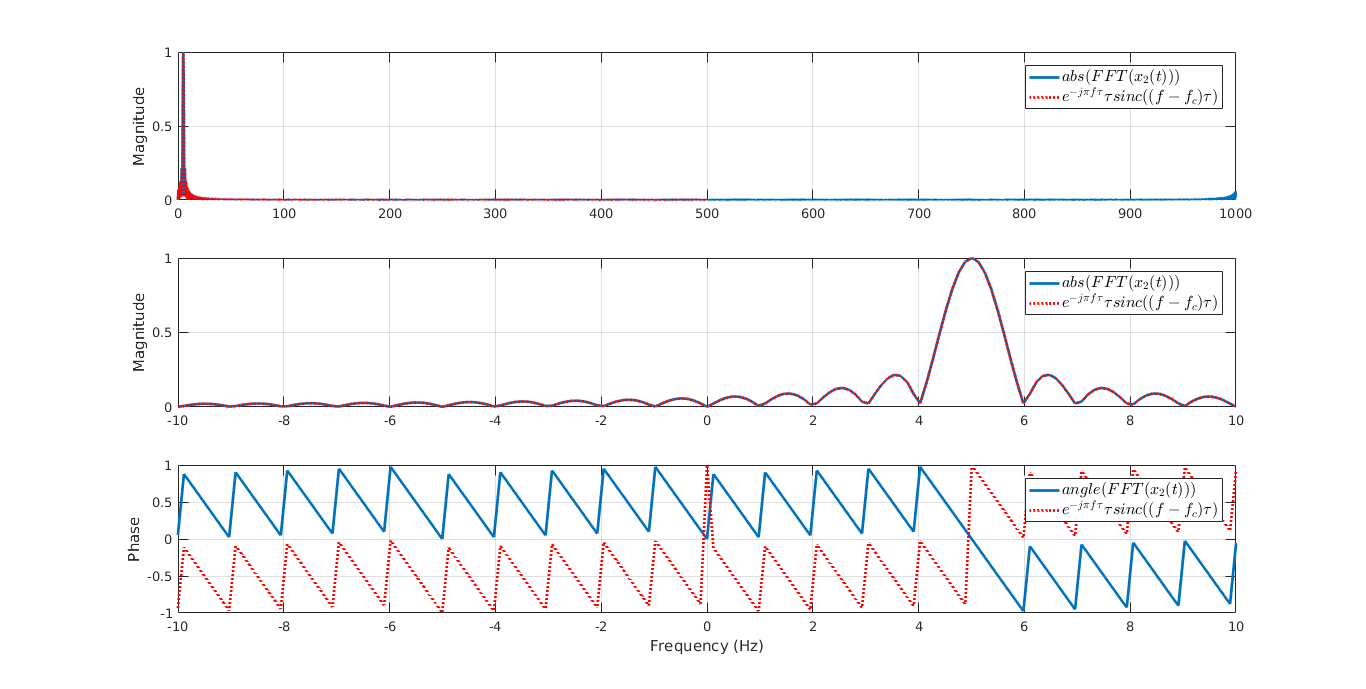 1
0.5
0
Magnitude
abs(FFT(x₂(t)))
e^{-jπfτ}τsinc((f − f_c)τ)
0 100 200 300 400 500 600 700 800 900 1000
1
0.5
0
Magnitude
abs(FFT(x₂(t)))
e^{-jπfτ}τsinc((f − f_c)τ)
-10 -8 -6 -4 -2 0 2 4 6 8 10
1
0.5
0
-0.5
-1
Phase
angle(FFT(x₂(t)))
e^{-jπfτ}τsinc((f − f_c)τ)
-10 -8 -6 -4 -2 0 2 4 6 8 10
Frequency (Hz)